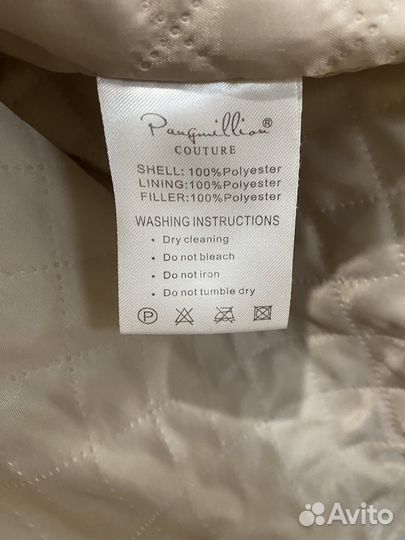 Pangmillion®
COUTURE
SHELL: 100%Polyester
LINING: 100%Polyester
FILLER: 100%Polyester
WASHING INSTRUCTIONS
• Dry cleaning
• Do not bleach
• Do not iron
• Do not tumble dry
P
Avito